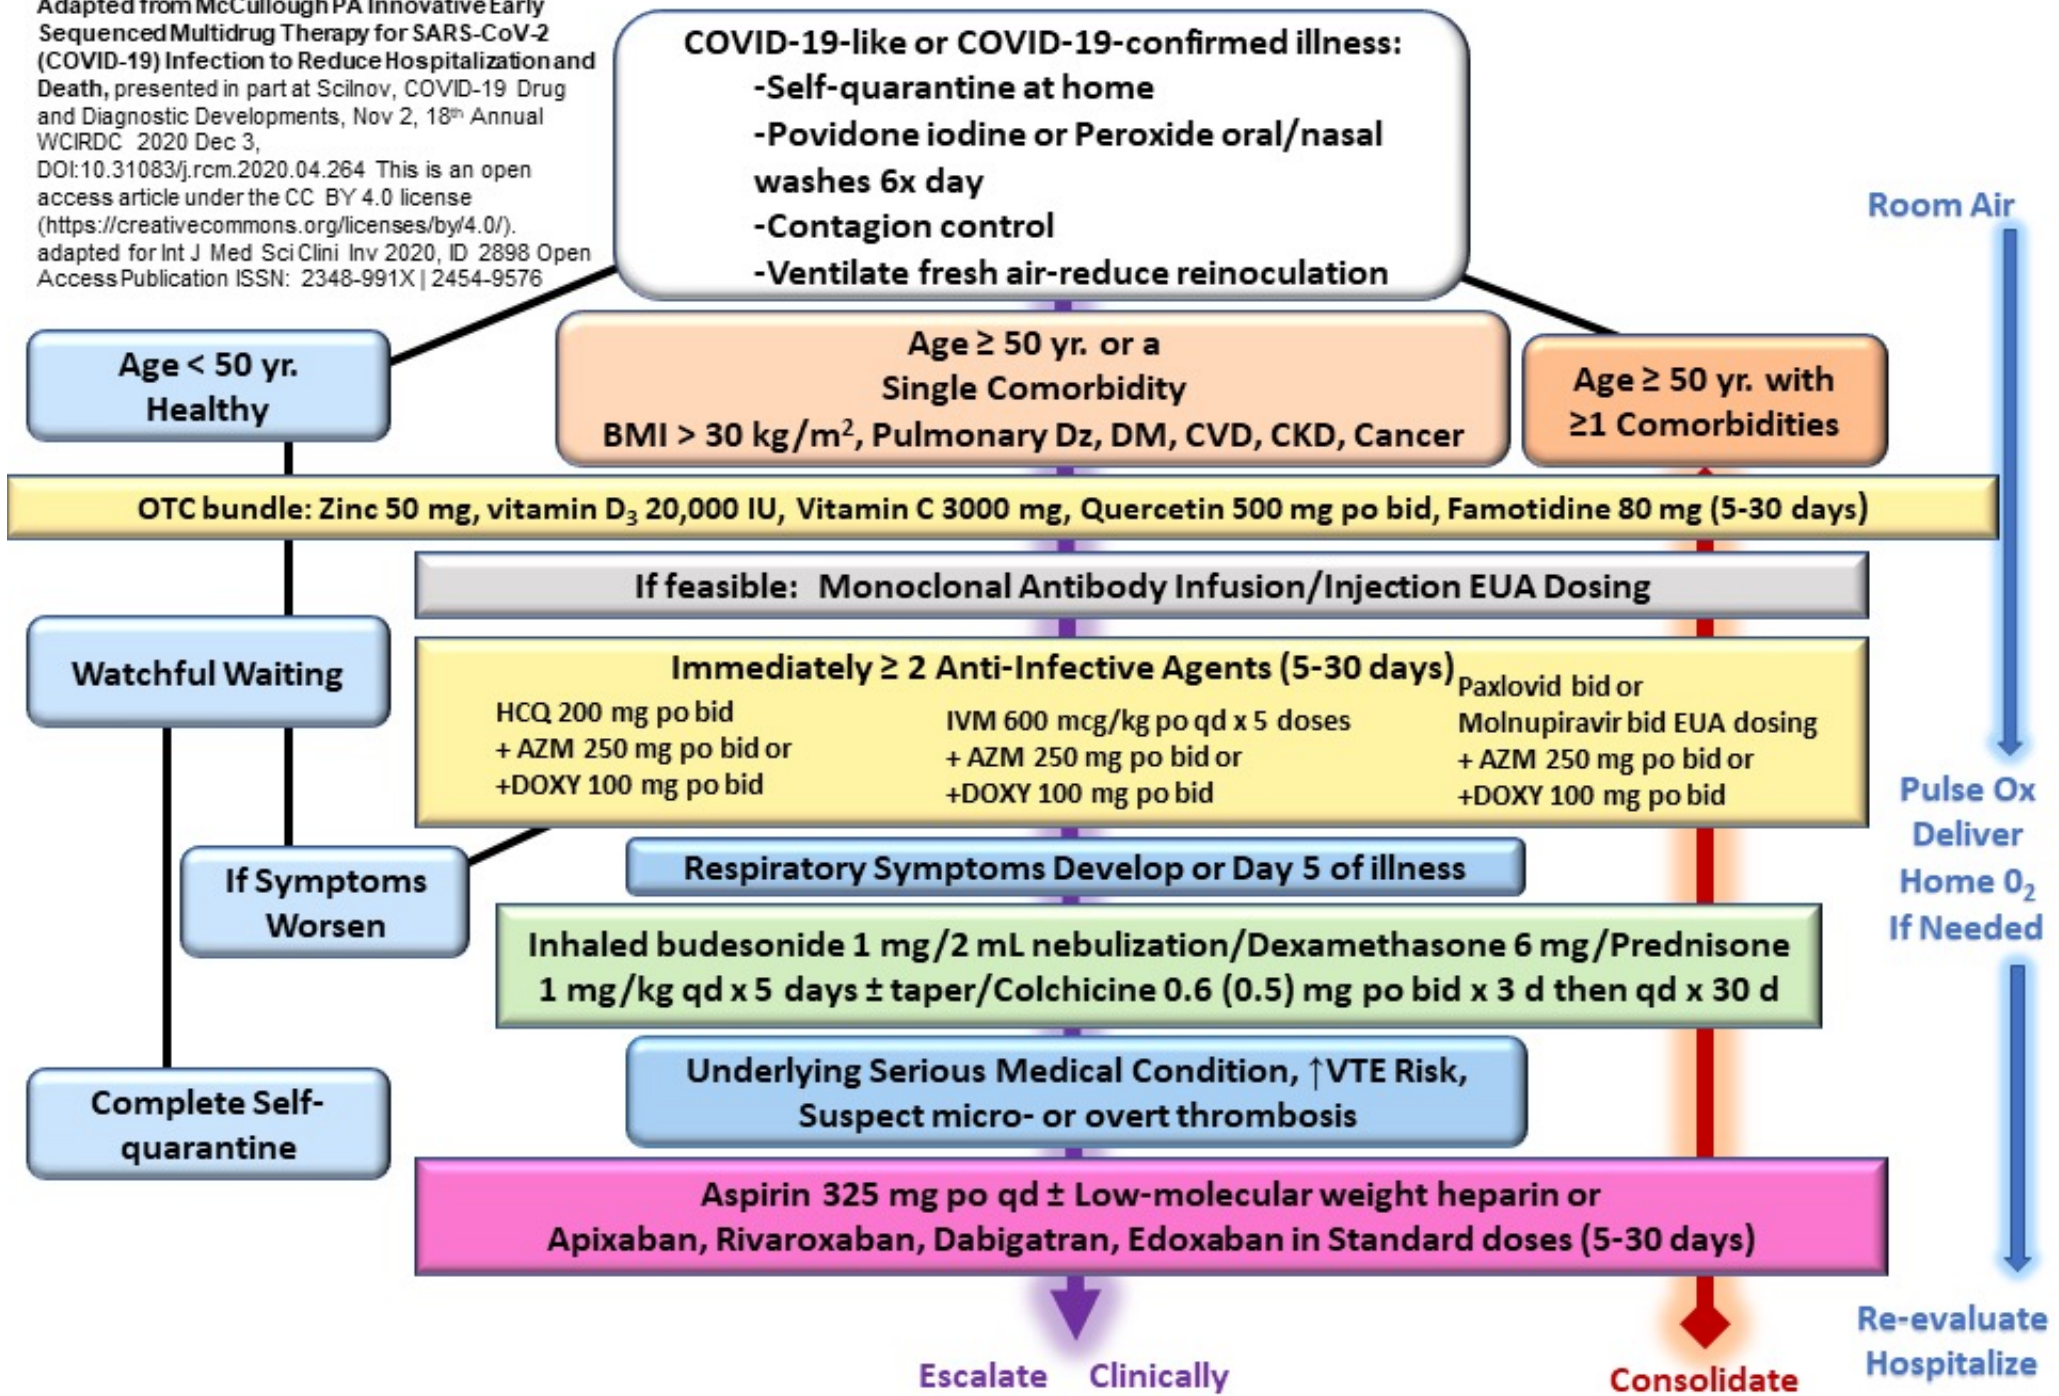 Adapted from McCullough PA Innovative Early
Sequenced Multidrug Therapy for SARS-CoV-2
(COVID-19) Infection to Reduce Hospitalization and
Death, presented in part at SciInov, COVID-19 Drug
and Diagnostic Developments, Nov 2, 18th Annual
WCIRDC 2020 Dec 3,
DOI:10.31083/j.rcm.2020.04.264 This is an open
access article under the CC BY 4.0 license
(https://creativecommons.org/licenses/by/4.0/).
adapted for Int J Med Sci Clini Inv 2020, ID 2898 Open
Access Publication ISSN: 2348-991X | 2454-9576
COVID-19-like or COVID-19-confirmed illness:
-Self-quarantine at home
-Povidone iodine or Peroxide oral/nasal
washes 6x day
-Contagion control
-Ventilate fresh air-reduce reinoculation
Room Air
Age < 50 yr.
Healthy
Age ≥ 50 yr. or a
Single Comorbidity
BMI > 30 kg/m², Pulmonary Dz, DM, CVD, CKD, Cancer
Age ≥ 50 yr. with
≥1 Comorbidities
OTC bundle: Zinc 50 mg, vitamin D₃ 20,000 IU, Vitamin C 3000 mg, Quercetin 500 mg po bid, Famotidine 80 mg (5-30 days)
If feasible: Monoclonal Antibody Infusion/Injection EUA Dosing
Watchful Waiting
Immediately ≥ 2 Anti-Infective Agents (5-30 days)
HCQ 200 mg po bid
+ AZM 250 mg po bid or
+DOXY 100 mg po bid
IVM 600 mcg/kg po qd x 5 doses
+ AZM 250 mg po bid or
+DOXY 100 mg po bid
Paxlovid bid or
Molnupiravir bid EUA dosing
+ AZM 250 mg po bid or
+DOXY 100 mg po bid
Pulse Ox
Deliver
Home 0₂
If Needed
If Symptoms
Worsen
Respiratory Symptoms Develop or Day 5 of illness
Inhaled budesonide 1 mg/2 mL nebulization/Dexamethasone 6 mg/Prednisone
1 mg/kg qd x 5 days ± taper/Colchicine 0.6 (0.5) mg po bid x 3 d then qd x 30 d
Complete Self-
quarantine
Underlying Serious Medical Condition, ↑VTE Risk,
Suspect micro- or overt thrombosis
Aspirin 325 mg po qd ± Low-molecular weight heparin or
Apixaban, Rivaroxaban, Dabigatran, Edoxaban in Standard doses (5-30 days)
Escalate Clinically
Consolidate
Re-evaluate
Hospitalize